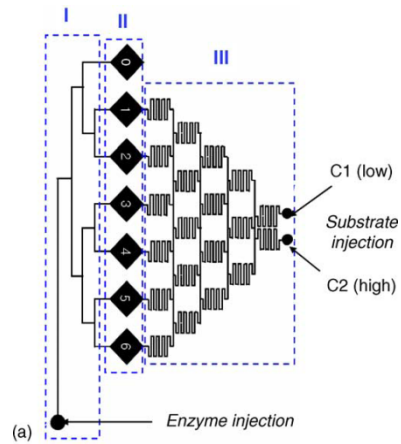 I
II
III
0
1
2
3
4
5
6
C1 (low)
Substrate
injection
C2 (high)
(a)
Enzyme injection